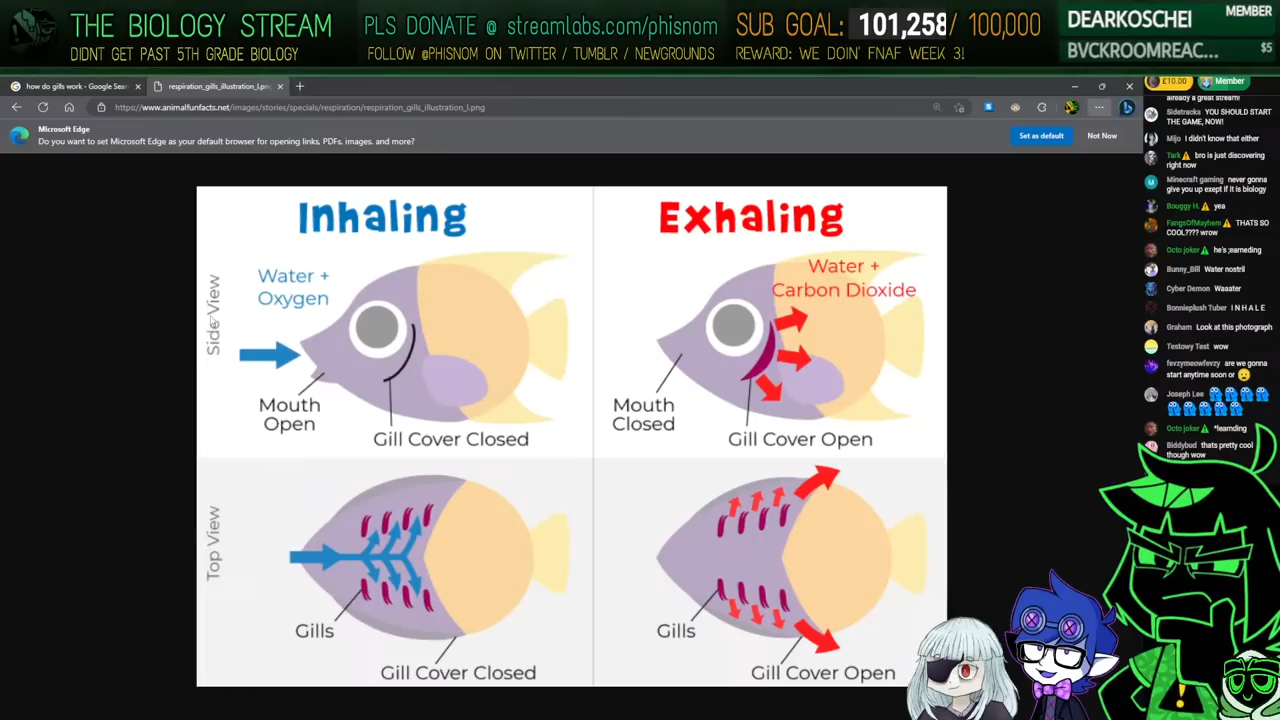 THE BIOLOGY STREAM
DIDNT GET PAST 5TH GRADE BIOLOGY
PLS DONATE @ streamlabs.com/phisnom
FOLLOW @PHISNOM ON TWITTER / TUMBLR / NEWGROUNDS
SUB GOAL: 101,258 / 100,000
REWARD: WE DOIN' FNAF WEEK 3!
DEARKOSCHEI
MEMBER
BVCKROOMREAC...
$5
how do gills work - Google Sea
respiration_gills_illustration_l.pn
https://www.animalfunfacts.net/images/stories/specials/respiration/respiration_gills_illustration_l.png
Microsoft Edge
Do you want to set Microsoft Edge as your default browser for opening links, PDFs, images, and more?
Set as default
Not Now
Inhaling
Exhaling
Side View
Water +
Oxygen
Mouth
Open
Gill Cover Closed
Water +
Carbon Dioxide
Mouth
Closed
Gill Cover Open
Top View
Gills
Gill Cover Closed
Gills
Gill Cover Open
£10.00
Member
already a great stream!
Sidetracks YOU SHOULD START
THE GAME, NOW!
Mijo I didn't know that either
Tark bro is just discovering
right now
Minecraft gaming never gonna
give you up exept if it is biology
Bouggy H. yea
FangsOfMayhem THATS SO
COOL???? wrow
Octo joker he's ;earneding
Bunny_Bill Water nostril
Cyber Demon Waaater
Bonnieplush Tuber I N H A L E
Graham Look at this photograph
Testowy Test wow
fevzymeowfevzy are we gonna
start anytime soon or
Joseph Lee
Octo joker *learnding
Biddybud thats pretty cool
though wow